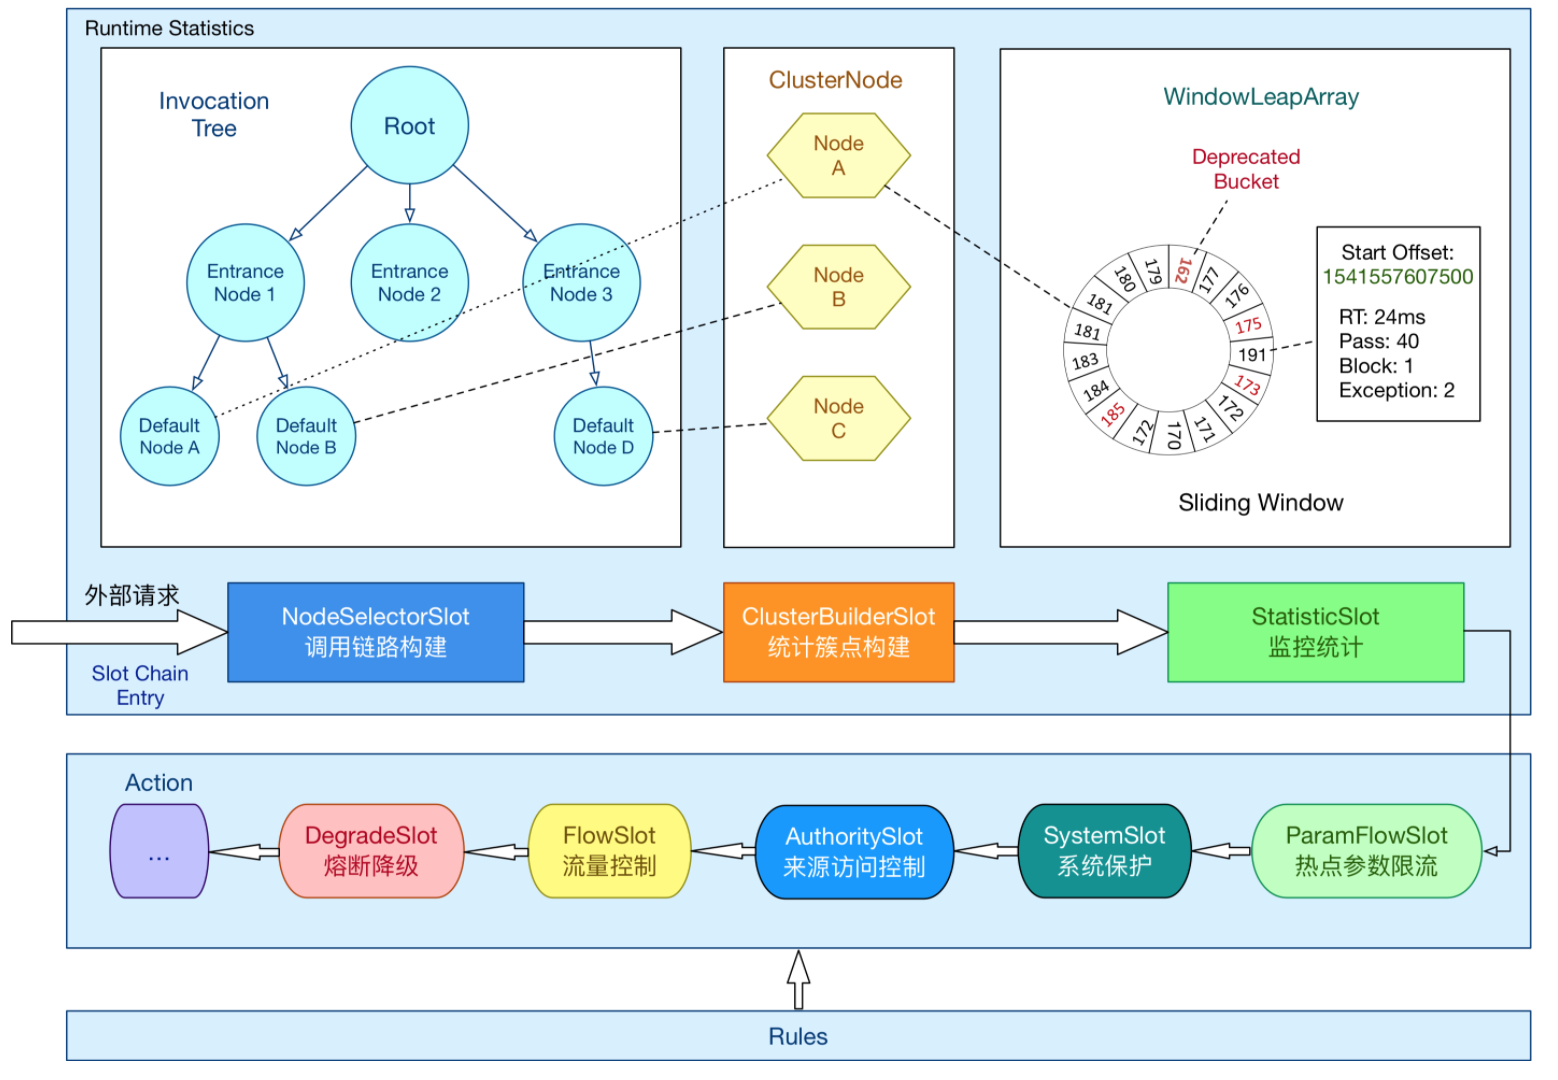 Runtime Statistics
Invocation
Tree
Root
Entrance
Node 1
Entrance
Node 2
Entrance
Node 3
Default
Node A
Default
Node B
Default
Node D
ClusterNode
Node
A
Node
B
Node
C
WindowLeapArray
Deprecated
Bucket
162
177
176
175
191
173
172
171
170
172
185
184
183
181
181
180
179
Start Offset:
1541557607500
RT: 24ms
Pass: 40
Block: 1
Exception: 2
Sliding Window
外部请求
Slot Chain
Entry
NodeSelectorSlot
调用链路构建
ClusterBuilderSlot
统计簇点构建
StatisticSlot
监控统计
Action
...
DegradeSlot
熔断降级
FlowSlot
流量控制
AuthoritySlot
来源访问控制
SystemSlot
系统保护
ParamFlowSlot
热点参数限流
Rules